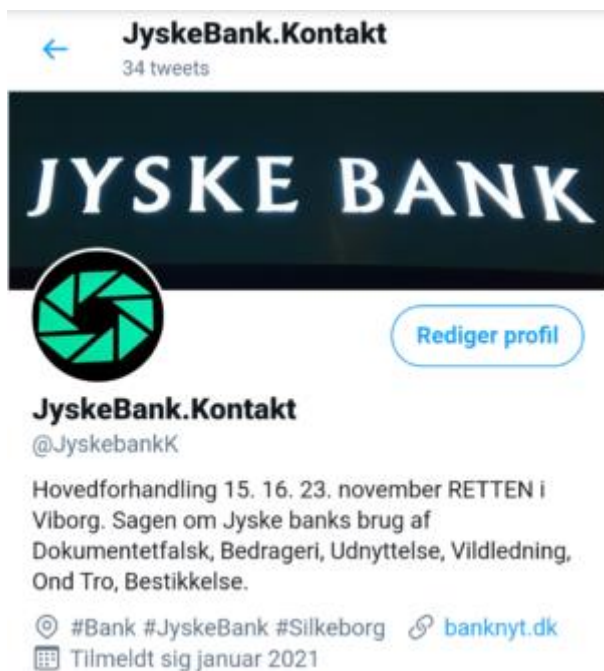 JyskeBank.Kontakt
34 tweets
JYSKE BANK
Rediger profil
JyskeBank.Kontakt
@JyskebankK
Hovedforhandling 15. 16. 23. november RETTEN i
Viborg. Sagen om Jyske banks brug af
Dokumentetfalsk, Bedrageri, Udnyttelse, Vildledning,
Ond Tro, Bestikkelse.
#Bank #JyskeBank #Silkeborg banknyt.dk
Tilmeldt sig januar 2021